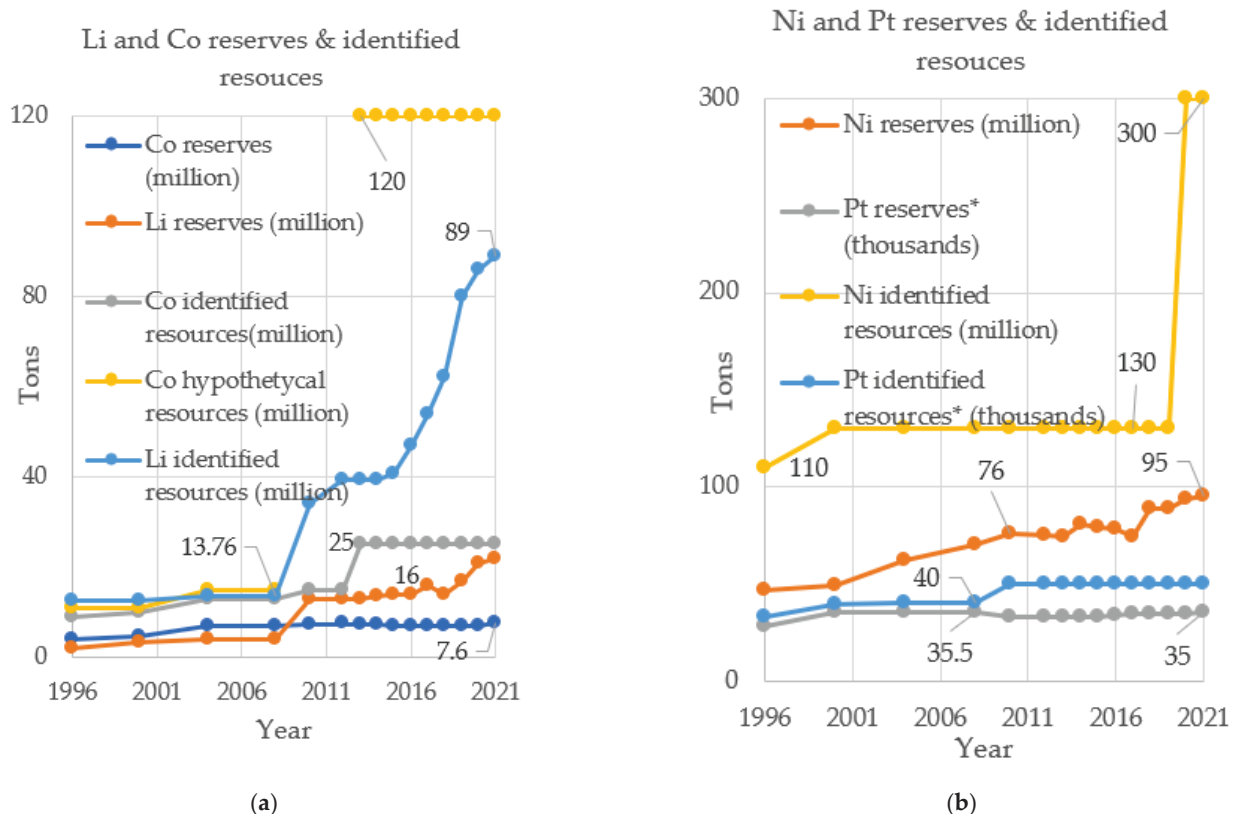 Li and Co reserves & identified
resouces
120
80
40
0
Tons
Co reserves
(million)
Li reserves (million)
Co identified
resources(million)
Co hypothetycal
resources (million)
Li identified
resources (million)
120
89
13.76
25
16
7.6
1996 2001 2006 2011 2016 2021
Year
(a)
Ni and Pt reserves & identified
resouces
300
200
100
0
Tons
Ni reserves (million)
Pt reserves*
(thousands)
Ni identified
resources (million)
Pt identified
resources* (thousands)
300
130
110
76
95
40
35.5
35
1996 2001 2006 2011 2016 2021
Year
(b)